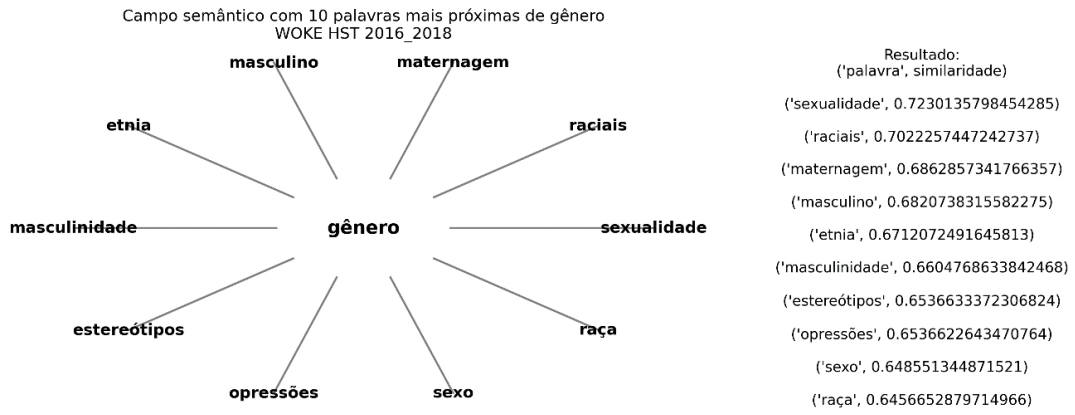 Campo semântico com 10 palavras mais próximas de gênero
WOKE HST 2016_2018
masculino
maternagem
etnia
raciais
masculinidade
gênero
sexualidade
estereótipos
raça
opressões
sexo
Resultado:
('palavra', similaridade)
('sexualidade', 0.7230135798454285)
('raciais', 0.7022257447242737)
('maternagem', 0.6862857341766357)
('masculino', 0.6820738315582275)
('etnia', 0.6712072491645813)
('masculinidade', 0.6604768633842468)
('estereótipos', 0.6536633372306824)
('opressões', 0.6536622643470764)
('sexo', 0.648551344871521)
('raça', 0.6456652879714966)